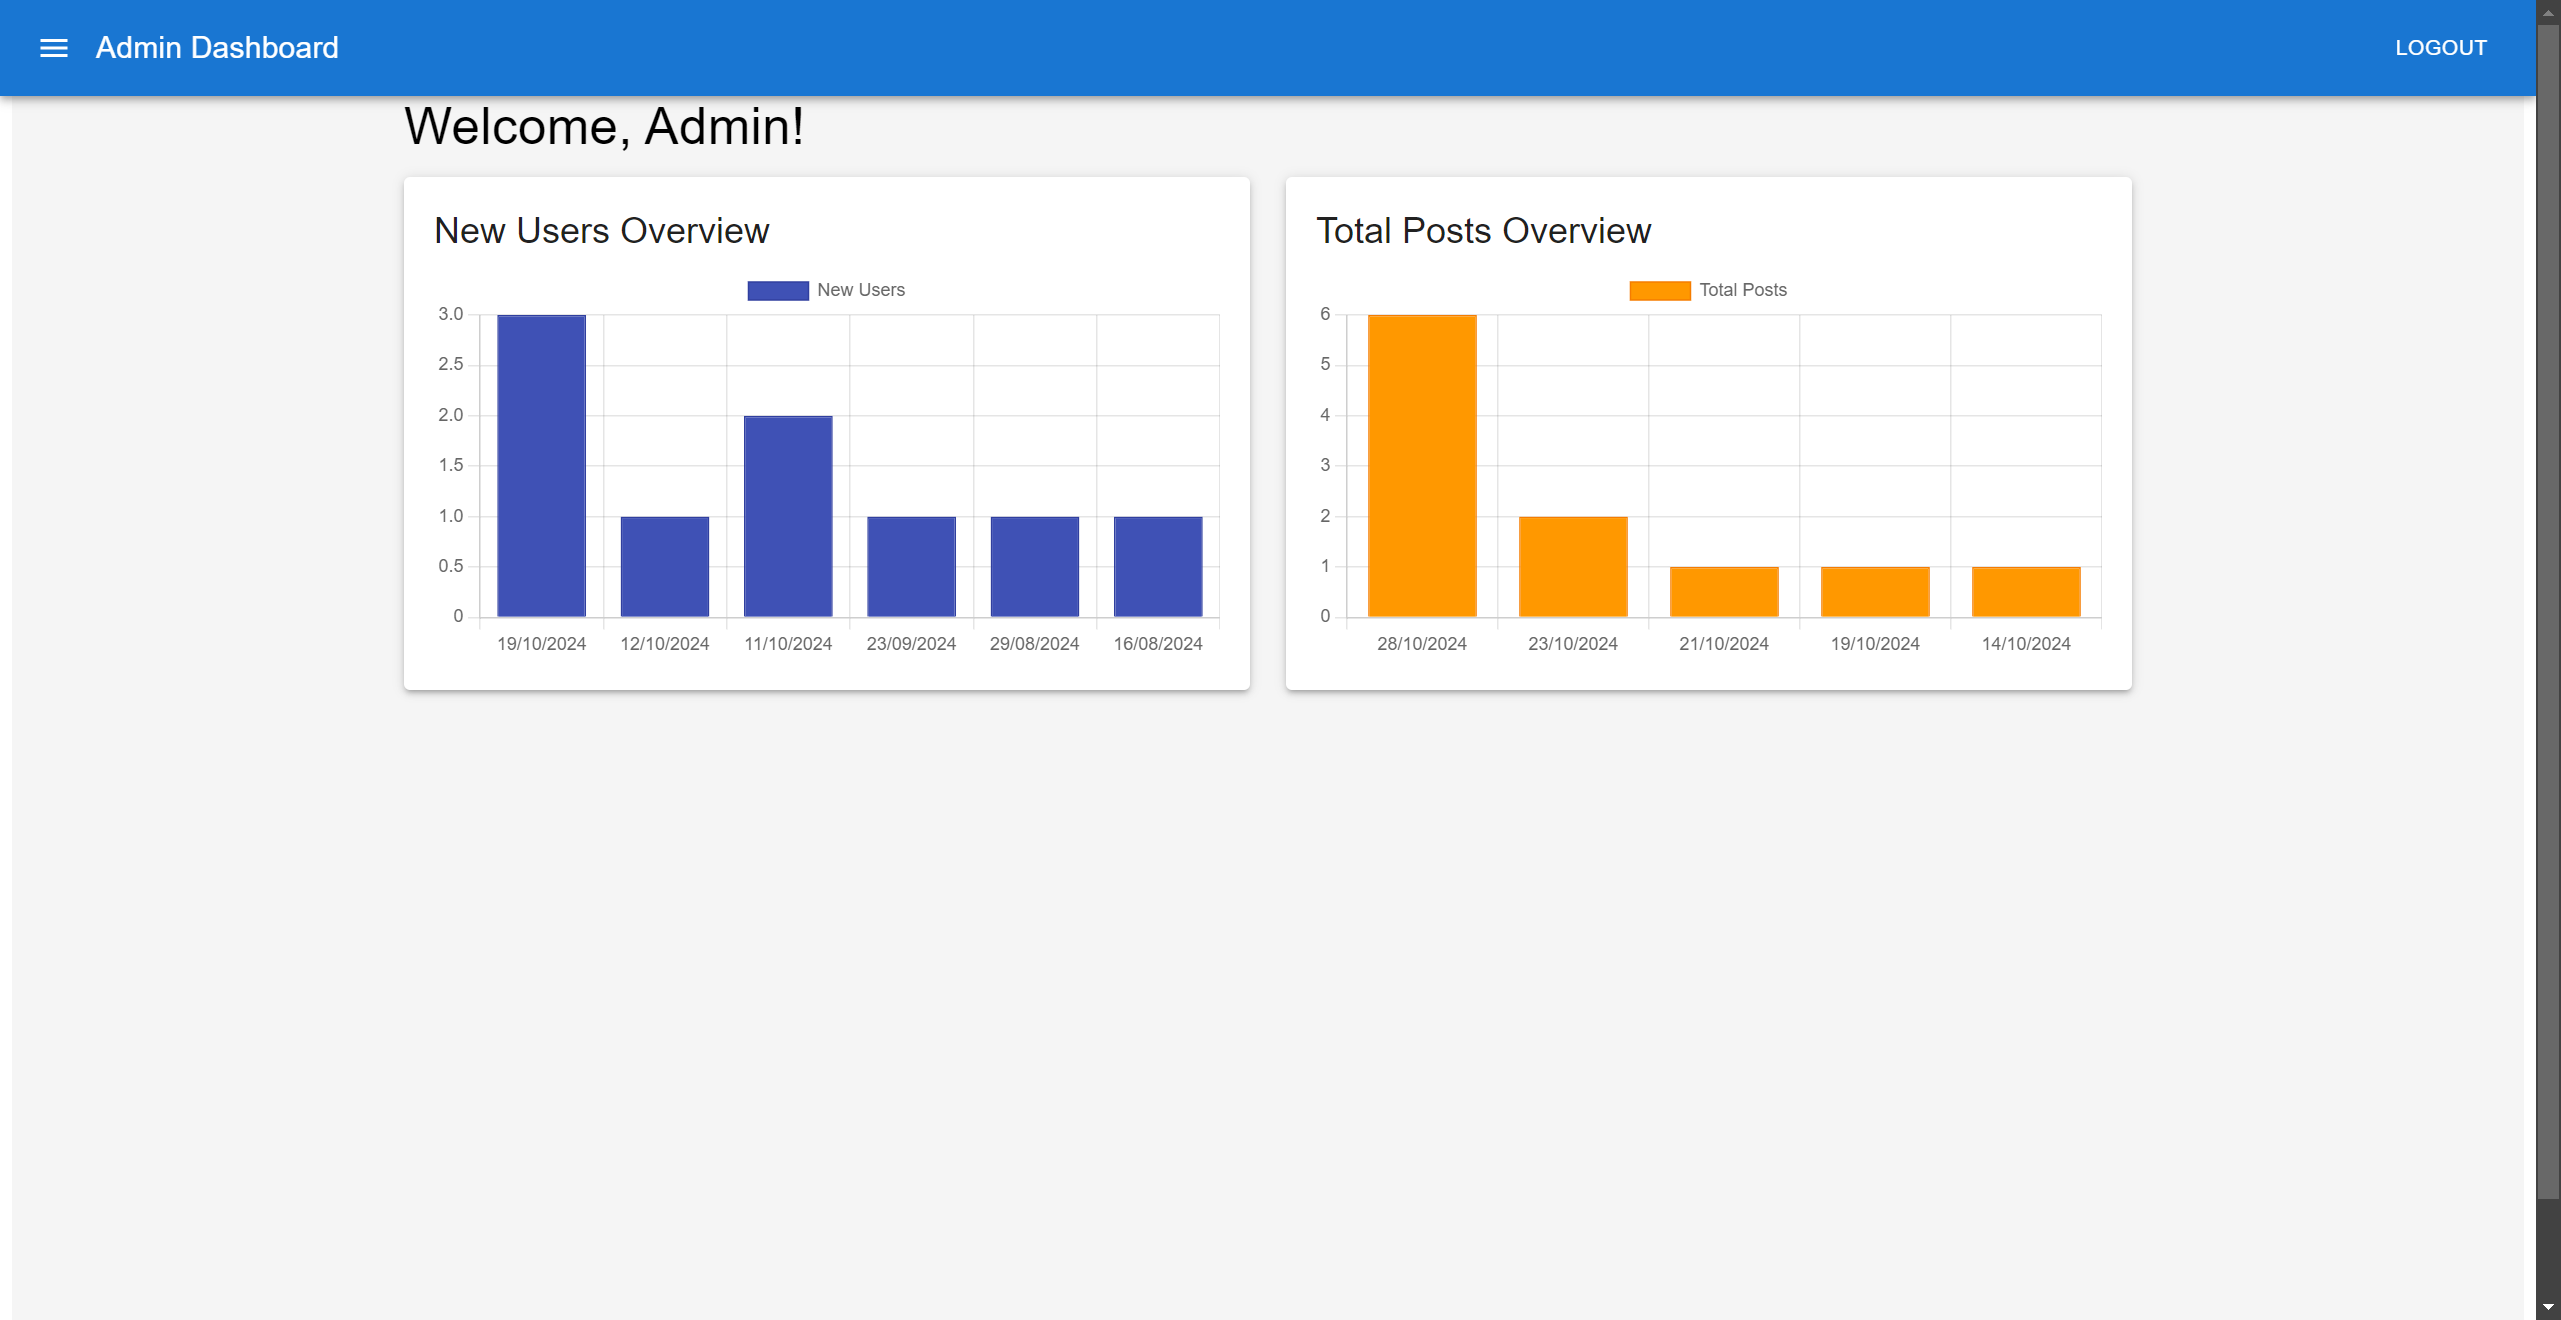 Admin Dashboard
LOGOUT
Welcome, Admin!
New Users Overview
New Users
3.0
2.5
2.0
1.5
1.0
0.5
0
19/10/2024 12/10/2024 11/10/2024 23/09/2024 29/08/2024 16/08/2024
Total Posts Overview
Total Posts
6
5
4
3
2
1
0
28/10/2024 23/10/2024 21/10/2024 19/10/2024 14/10/2024